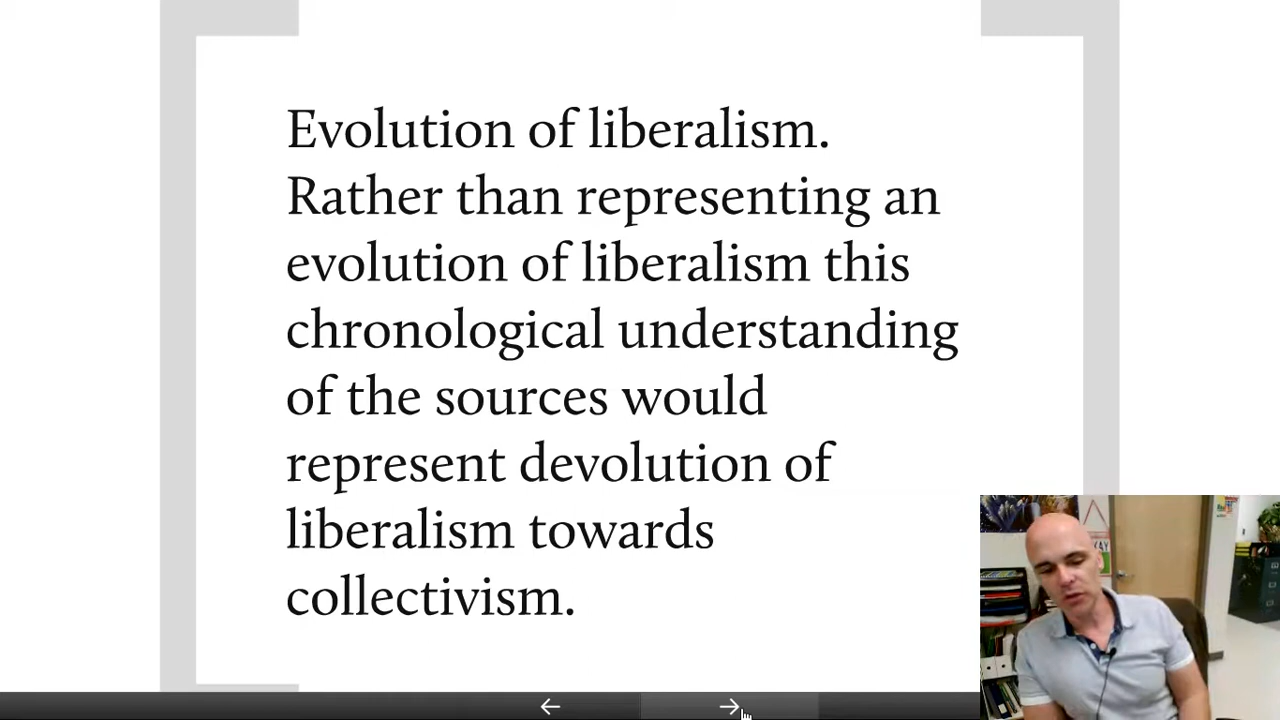 Evolution of liberalism.
Rather than representing an
evolution of liberalism this
chronological understanding
of the sources would
represent devolution of
liberalism towards
collectivism.